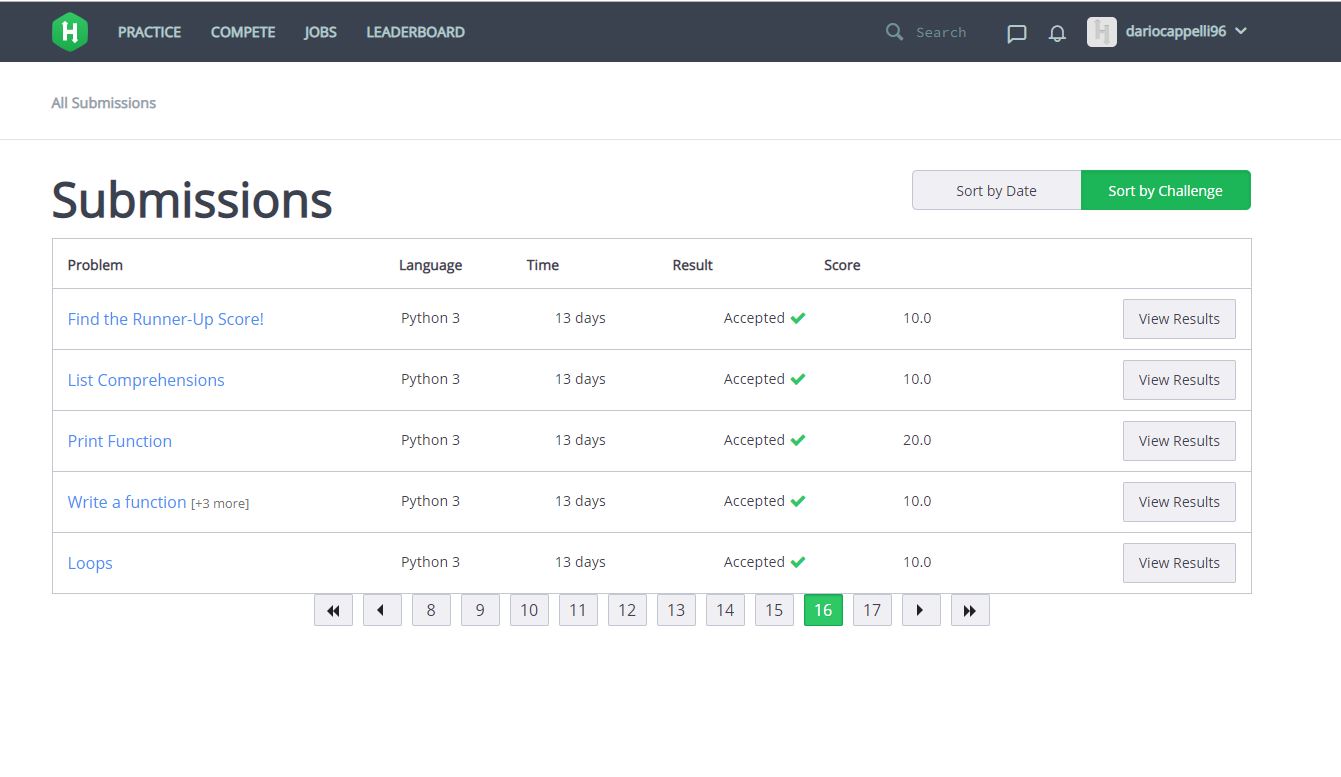 H PRACTICE COMPETE JOBS LEADERBOARD Search dariocappelli96
All Submissions
Submissions
Sort by Date Sort by Challenge
Problem Language Time Result Score
Find the Runner-Up Score! Python 3 13 days Accepted 10.0 View Results
List Comprehensions Python 3 13 days Accepted 10.0 View Results
Print Function Python 3 13 days Accepted 20.0 View Results
Write a function [+3 more] Python 3 13 days Accepted 10.0 View Results
Loops Python 3 13 days Accepted 10.0 View Results
8 9 10 11 12 13 14 15 16 17